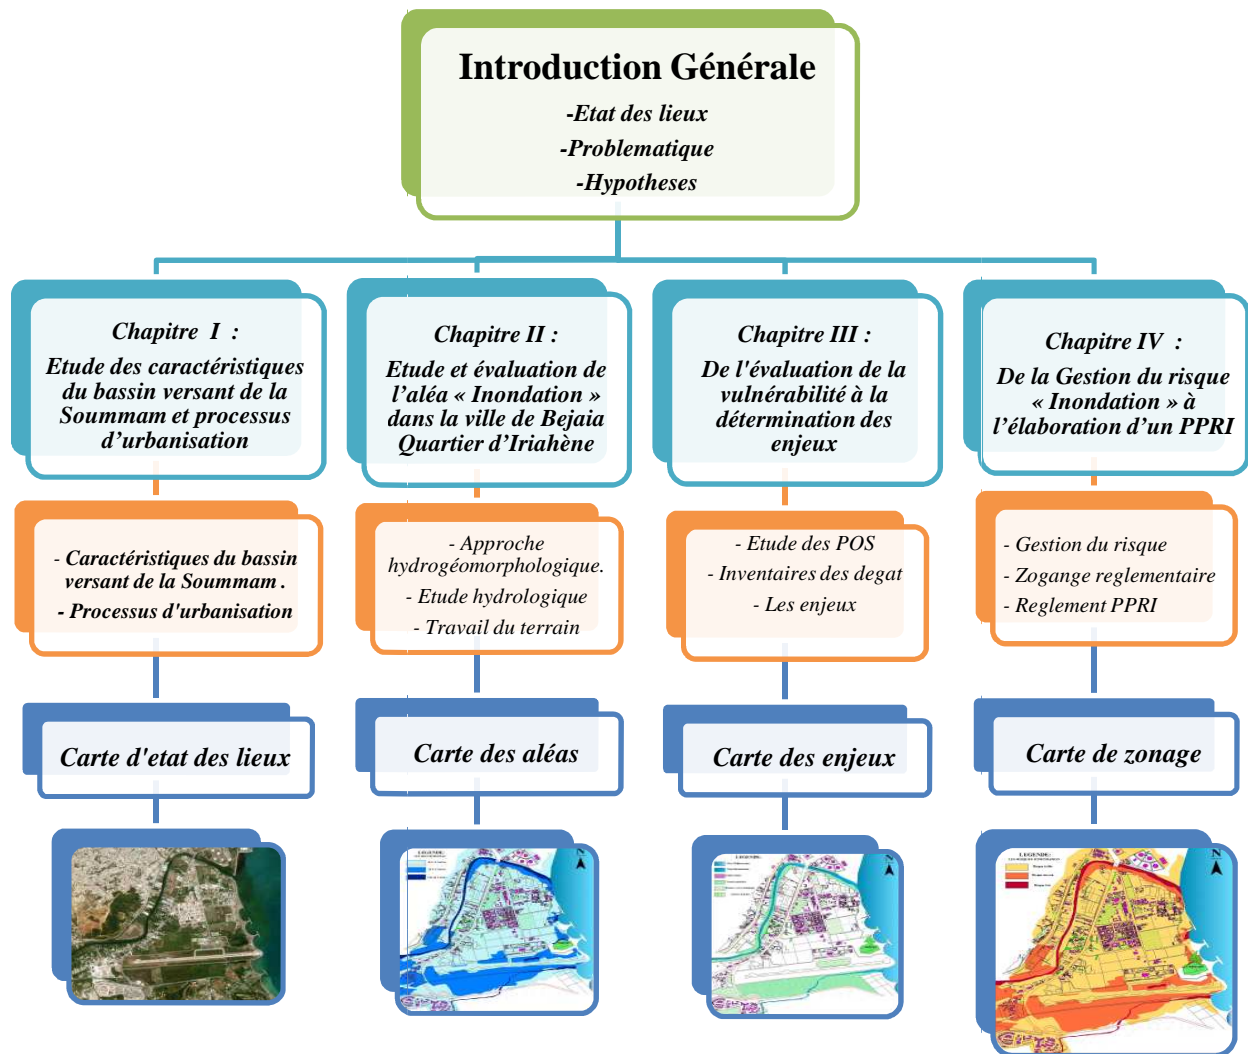 Introduction Générale
-Etat des lieux
-Problematique
-Hypotheses
Chapitre I :
Etude des caractéristiques
du bassin versant de la
Soummam et processus
d'urbanisation
Chapitre II :
Etude et évaluation de
l'aléa « Inondation »
dans la ville de Bejaia
Quartier d'Iriahène
Chapitre III :
De l'évaluation de la
vulnérabilité à la
détermination des
enjeux
Chapitre IV :
De la Gestion du risque
« Inondation » à
l'élaboration d'un PPRI
- Caractéristiques du bassin
versant de la Soummam .
- Processus d'urbanisation
- Approche
hydrogéomorphologique.
- Etude hydrologique
- Travail du terrain
- Etude des POS
- Inventaires des degat
- Les enjeux
- Gestion du risque
- Zogange reglementaire
- Reglement PPRI
Carte d'etat des lieux
Carte des aléas
Carte des enjeux
Carte de zonage
LEGENDE:
N
LEGENDE:
N
LEGENDE:
N